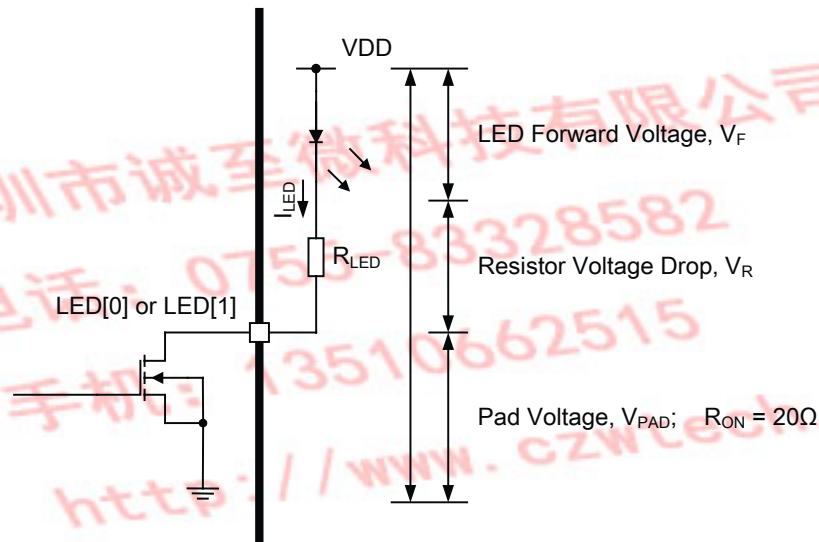 VDD
LED Forward Voltage, VF
ILED
RLED
Resistor Voltage Drop, VR
LED[0] or LED[1]
Pad Voltage, VPAD; RON = 20Ω
圳市诚至微科技有限公司
电话：0755-83328582
手机：13510662515
http://www.czwtech.